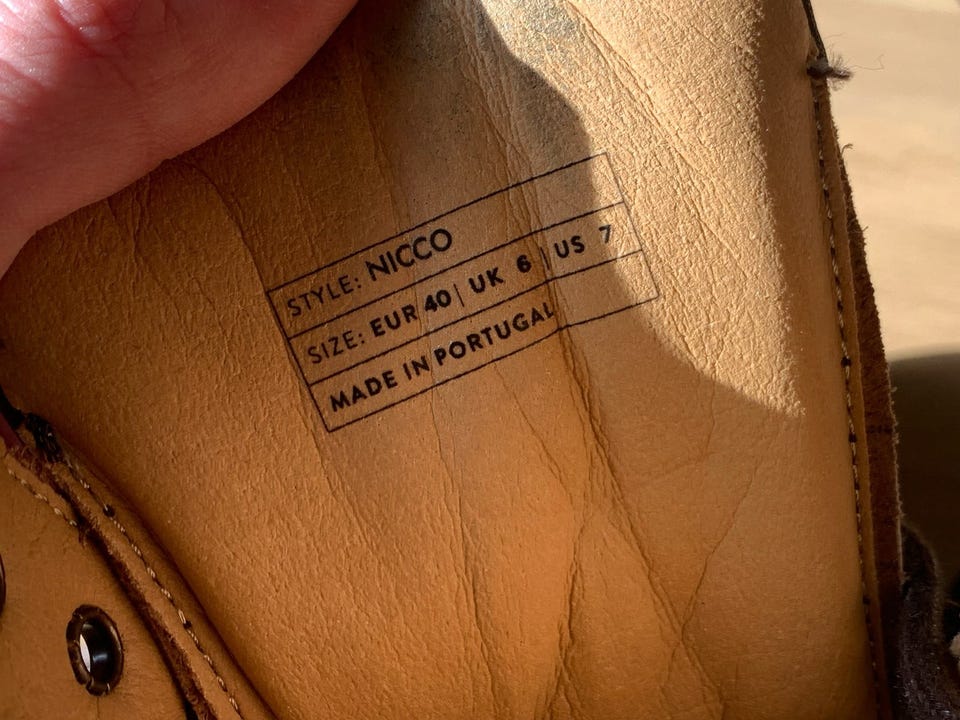 STYLE: NICCO
SIZE: EUR 40 | UK 6 | US 7
MADE IN PORTUGAL